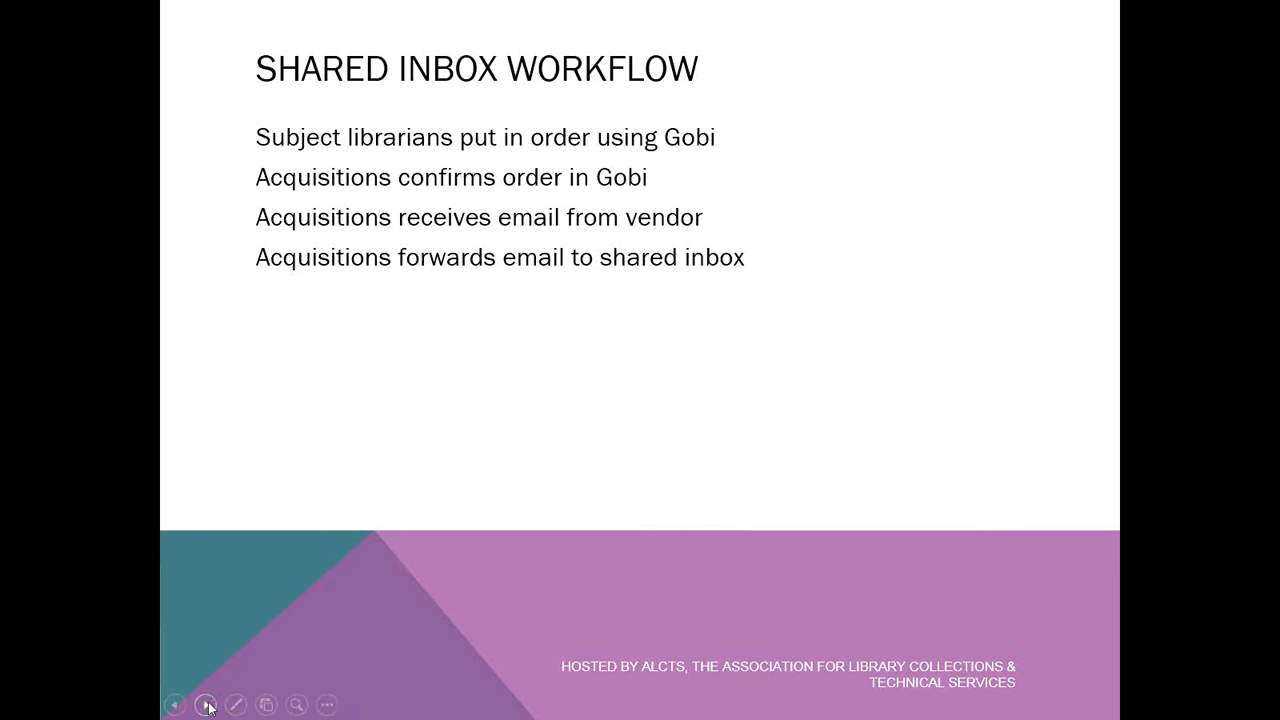 SHARED INBOX WORKFLOW
Subject librarians put in order using Gobi
Acquisitions confirms order in Gobi
Acquisitions receives email from vendor
Acquisitions forwards email to shared inbox
HOSTED BY ALCTS, THE ASSOCIATION FOR LIBRARY COLLECTIONS &
TECHNICAL SERVICES